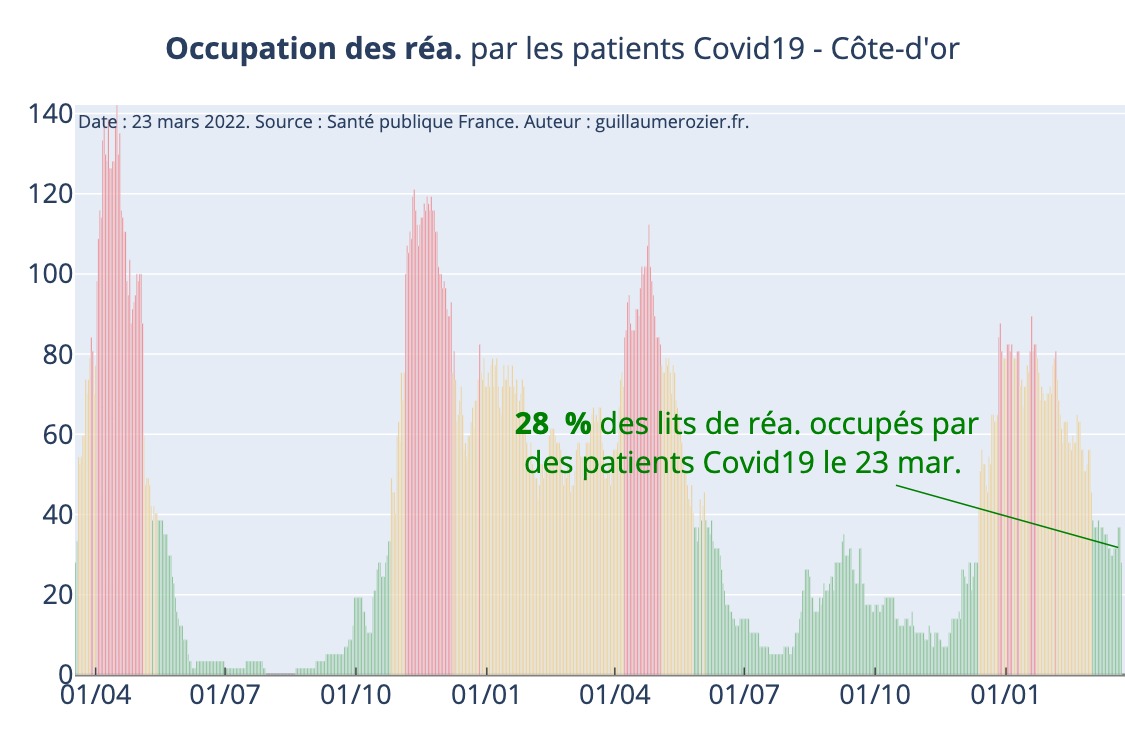 Occupation des réa. par les patients Covid19 - Côte-d'or
140
Date : 23 mars 2022. Source : Santé publique France. Auteur : guillaumerozier.fr.
120
100
80
28 % des lits de réa. occupés par
60
des patients Covid19 le 23 mar.
40
20
0
01/04 01/07 01/10 01/01 01/04 01/07 01/10 01/01